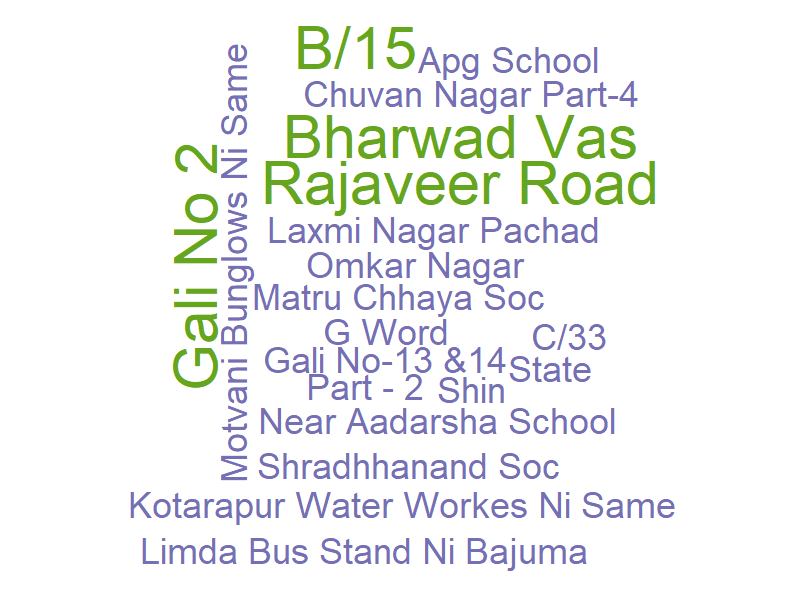 B/15
Apg School
Chuvan Nagar Part-4
Bharwad Vas
Rajaveer Road
Gali No 2
Motvani Bunglows Ni Same
Laxmi Nagar Pachad
Omkar Nagar
Matru Chhaya Soc
G Word
C/33
Gali No-13 &14
State
Part - 2
Shin
Near Aadarsha School
Shradhhanand Soc
Kotarapur Water Workes Ni Same
Limda Bus Stand Ni Bajuma